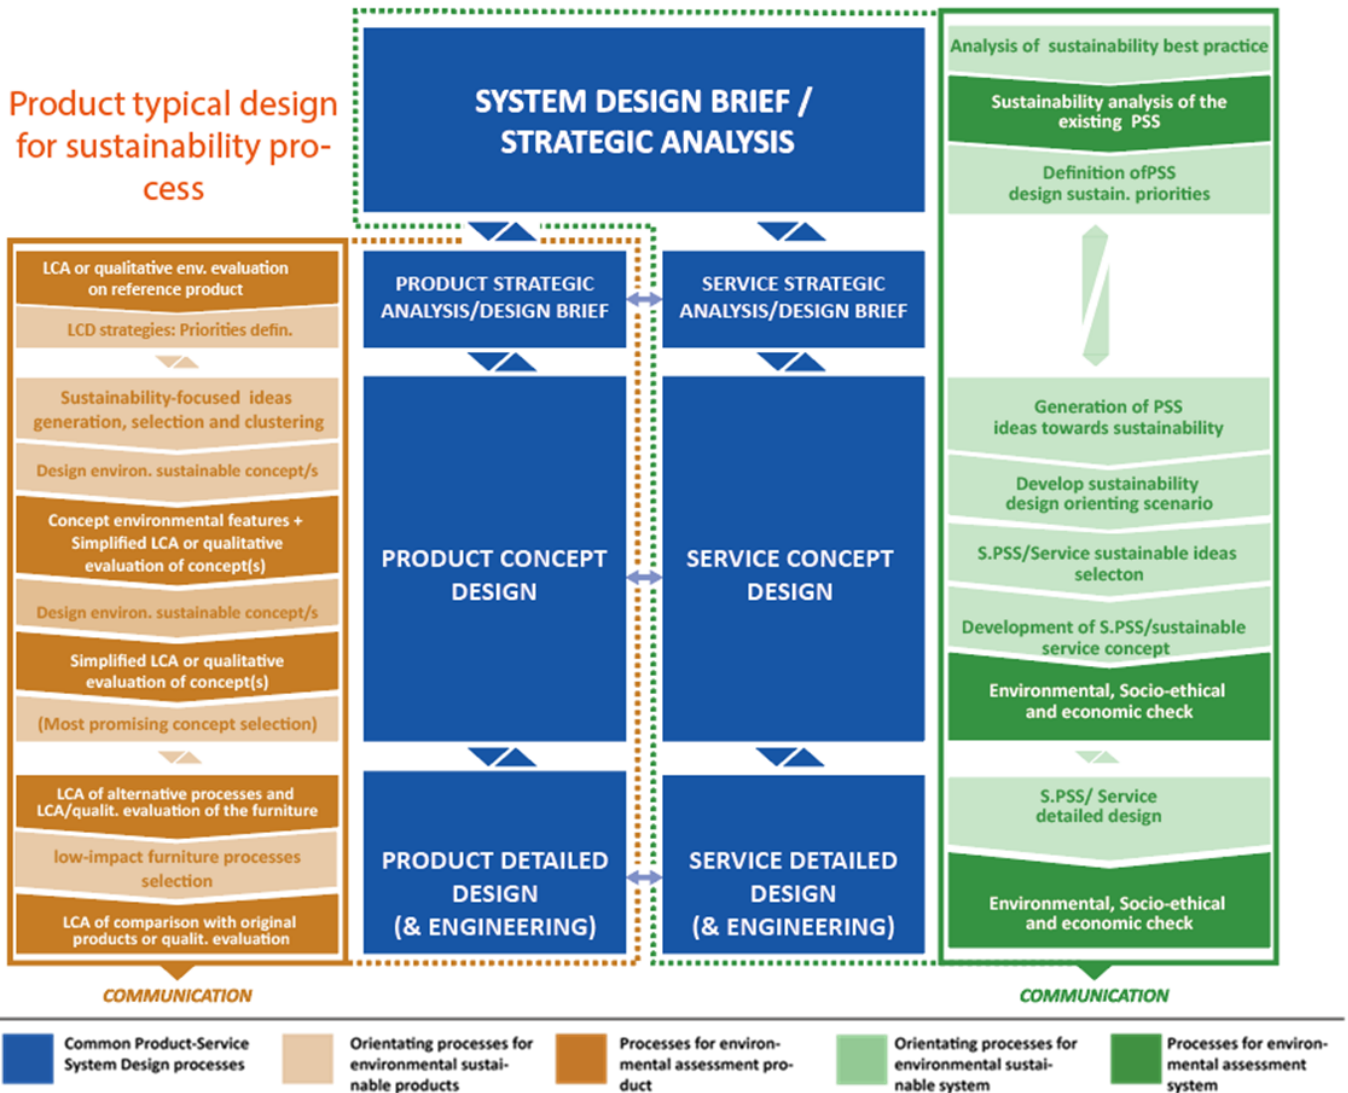 Product typical design
for sustainability pro-
cess
LCA or qualitative env. evaluation
on reference product
LCD strategies: Priorities defin.
Sustainability-focused ideas
generation, selection and clustering
Design environ. sustainable concept/s
Concept environmental features +
Simplified LCA or qualitative
evaluation of concept(s)
Design environ. sustainable concept/s
Simplified LCA or qualitative
evaluation of concept(s)
(Most promising concept selection)
LCA of alternative processes and
LCA/qualit. evaluation of the furniture
low-impact furniture processes
selection
LCA of comparison with original
products or qualit. evaluation
COMMUNICATION
SYSTEM DESIGN BRIEF /
STRATEGIC ANALYSIS
PRODUCT STRATEGIC
ANALYSIS/DESIGN BRIEF
SERVICE STRATEGIC
ANALYSIS/DESIGN BRIEF
PRODUCT CONCEPT
DESIGN
SERVICE CONCEPT
DESIGN
PRODUCT DETAILED
DESIGN
(& ENGINEERING)
SERVICE DETAILED
DESIGN
(& ENGINEERING)
Analysis of sustainability best practice
Sustainability analysis of the
existing PSS
Definition ofPSS
design sustain. priorities
Generation of PSS
ideas towards sustainability
Develop sustainability
design orienting scenario
S.PSS/Service sustainable ideas
selecton
Development of S.PSS/sustainable
service concept
Environmental, Socio-ethical
and economic check
S.PSS/ Service
detailed design
Environmental, Socio-ethical
and economic check
COMMUNICATION
Common Product-Service
System Design processes
Orientating processes for
environmental sustai-
nable products
Processes for environ-
mental assessment pro-
duct
Orientating processes for
environmental sustai-
nable system
Processes for environ-
mental assessment
system